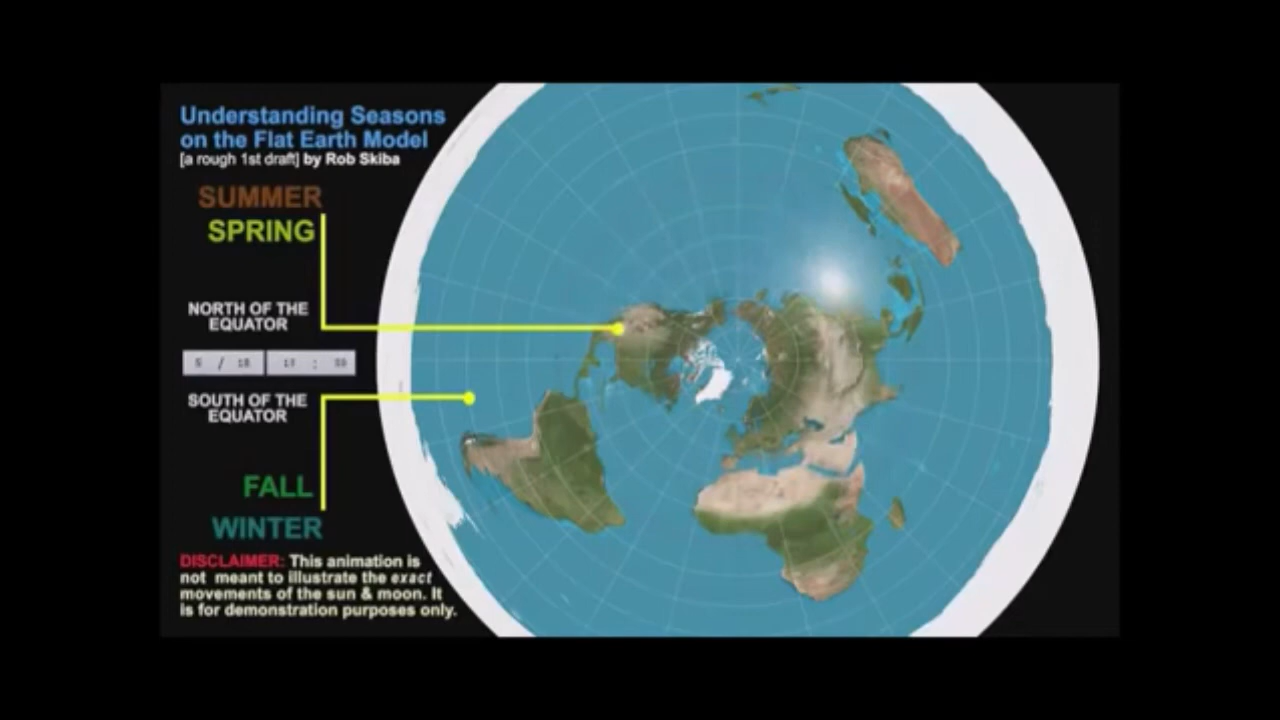 Understanding Seasons
on the Flat Earth Model
[a rough 1st draft] by Rob Skiba
SUMMER
SPRING
NORTH OF THE
EQUATOR
SOUTH OF THE
EQUATOR
FALL
WINTER
DISCLAIMER: This animation is
not meant to illustrate the exact
movements of the sun & moon. It
is for demonstration purposes only.